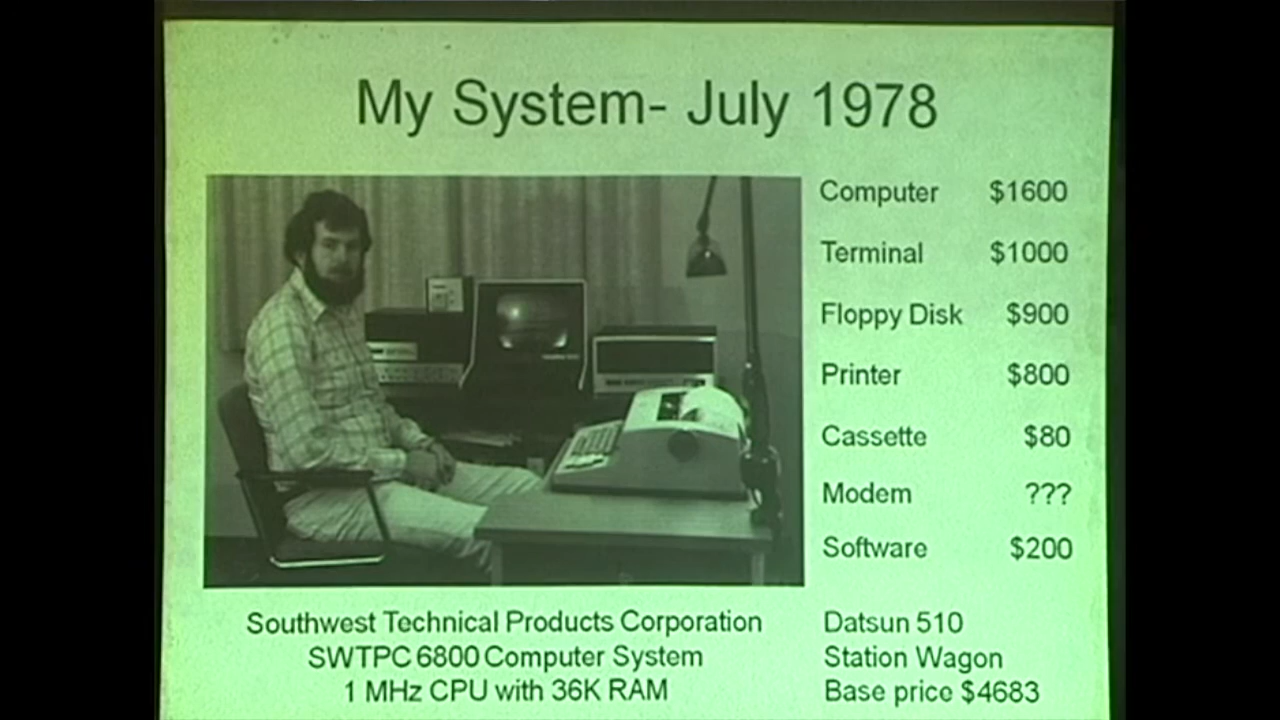 My System- July 1978
Computer $1600
Terminal $1000
Floppy Disk $900
Printer $800
Cassette $80
Modem ???
Software $200
Southwest Technical Products Corporation
SWTPC 6800 Computer System
1 MHz CPU with 36K RAM
Datsun 510
Station Wagon
Base price $4683